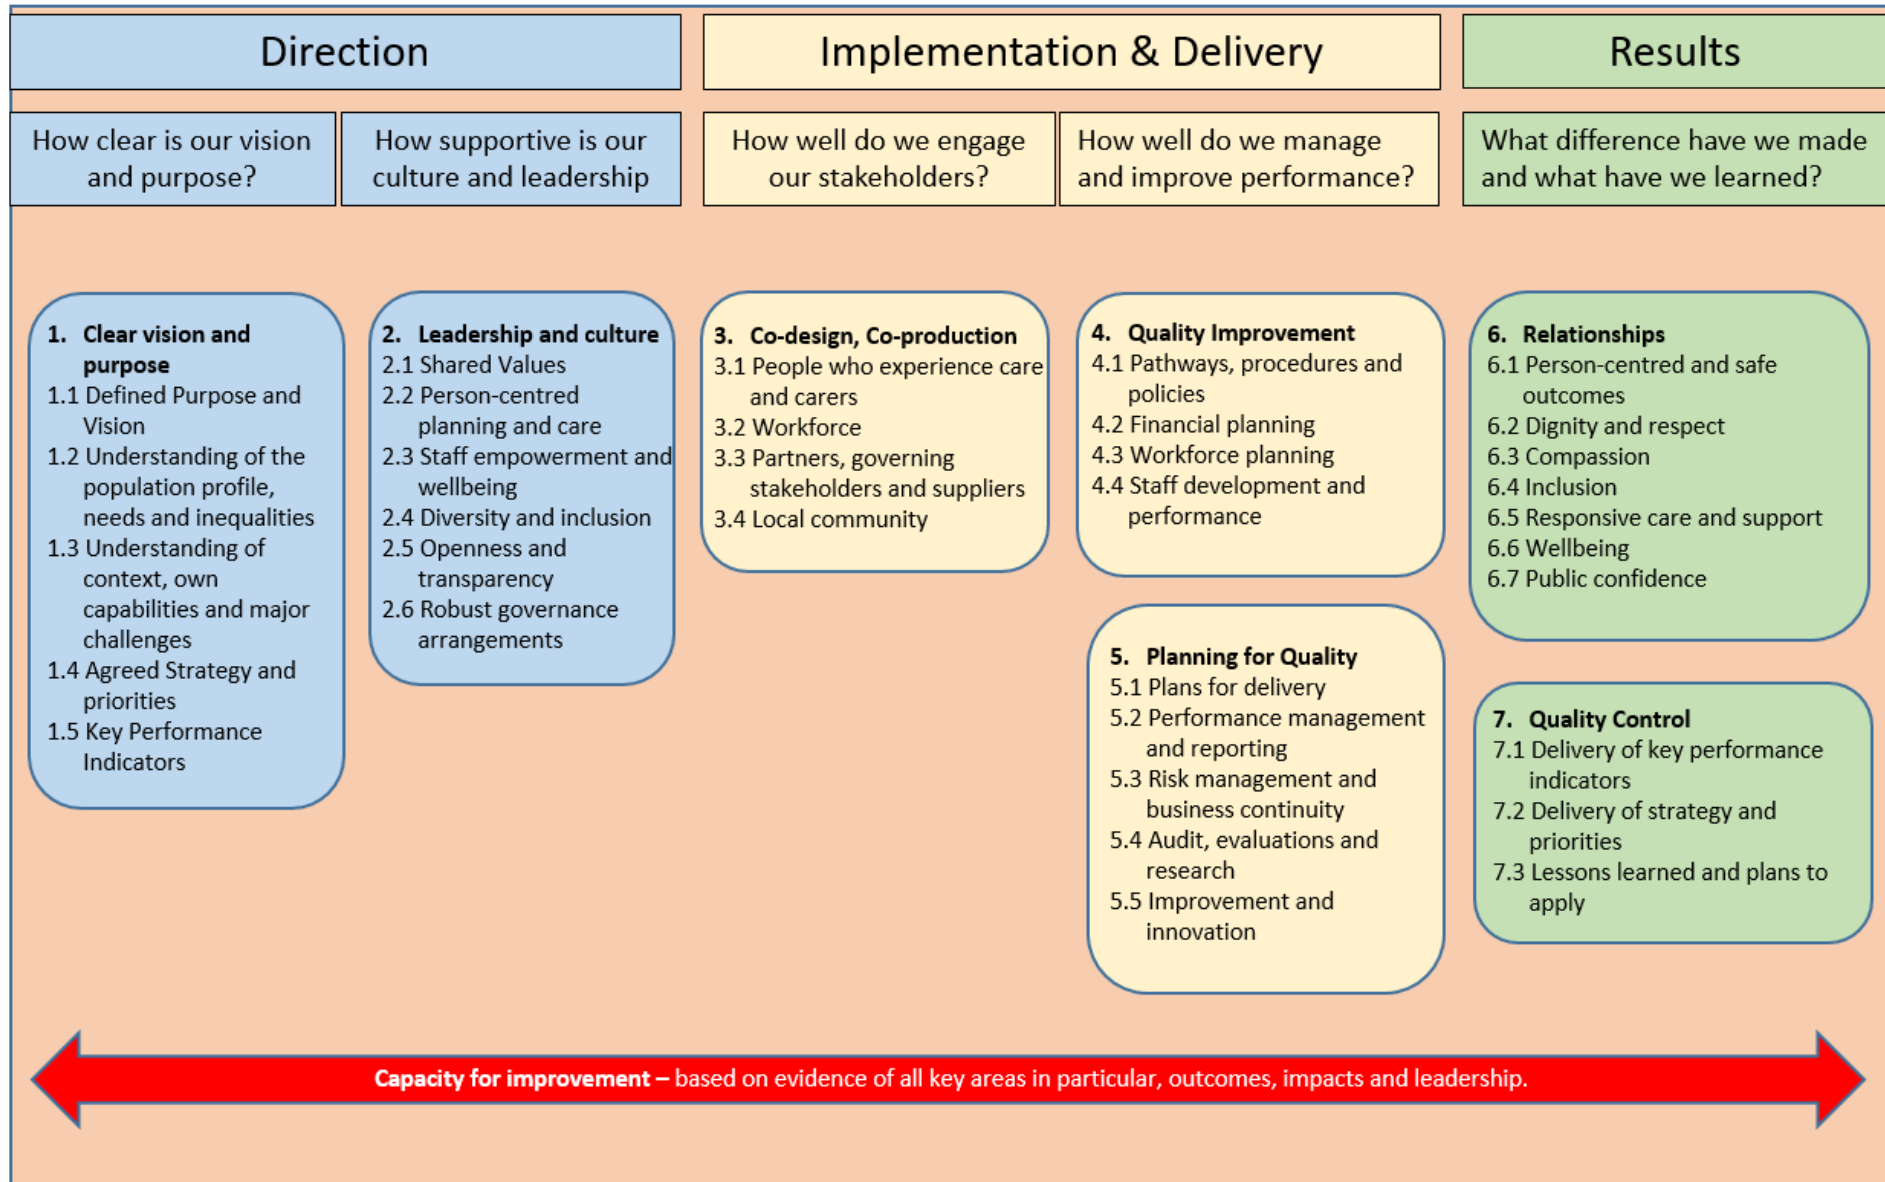 Direction
Implementation & Delivery
Results
How clear is our vision
and purpose?
How supportive is our
culture and leadership
How well do we engage
our stakeholders?
How well do we manage
and improve performance?
What difference have we made
and what have we learned?
1. Clear vision and
purpose
1.1 Defined Purpose and
Vision
1.2 Understanding of the
population profile,
needs and inequalities
1.3 Understanding of
context, own
capabilities and major
challenges
1.4 Agreed Strategy and
priorities
1.5 Key Performance
Indicators
2. Leadership and culture
2.1 Shared Values
2.2 Person-centred
planning and care
2.3 Staff empowerment and
wellbeing
2.4 Diversity and inclusion
2.5 Openness and
transparency
2.6 Robust governance
arrangements
3. Co-design, Co-production
3.1 People who experience care
and carers
3.2 Workforce
3.3 Partners, governing
stakeholders and suppliers
3.4 Local community
4. Quality Improvement
4.1 Pathways, procedures and
policies
4.2 Financial planning
4.3 Workforce planning
4.4 Staff development and
performance
5. Planning for Quality
5.1 Plans for delivery
5.2 Performance management
and reporting
5.3 Risk management and
business continuity
5.4 Audit, evaluations and
research
5.5 Improvement and
innovation
6. Relationships
6.1 Person-centred and safe
outcomes
6.2 Dignity and respect
6.3 Compassion
6.4 Inclusion
6.5 Responsive care and support
6.6 Wellbeing
6.7 Public confidence
7. Quality Control
7.1 Delivery of key performance
indicators
7.2 Delivery of strategy and
priorities
7.3 Lessons learned and plans to
apply
Capacity for improvement – based on evidence of all key areas in particular, outcomes, impacts and leadership.